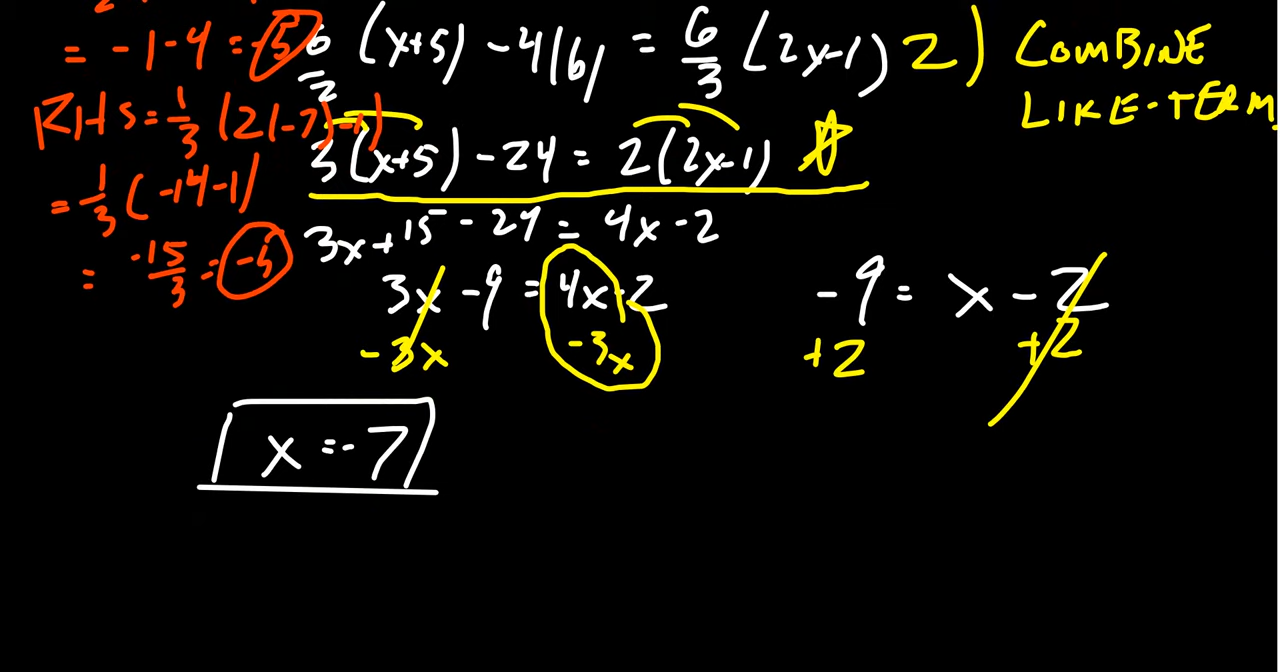 = -1-4 = -5
RHS = 1/3 (2(-7)-1)
= 1/3 (-14-1)
= -15/3 = -5
6/2 (x+5) - 4(6) = 6/3 (2x-1)
3(x+5) - 24 = 2(2x-1)
3x+15 - 24 = 4x - 2
3x - 9 = 4x - 2
-3x -3x
-9 = x - 2
+2 +2
x = -7
2) COMBINE
LIKE-TERM